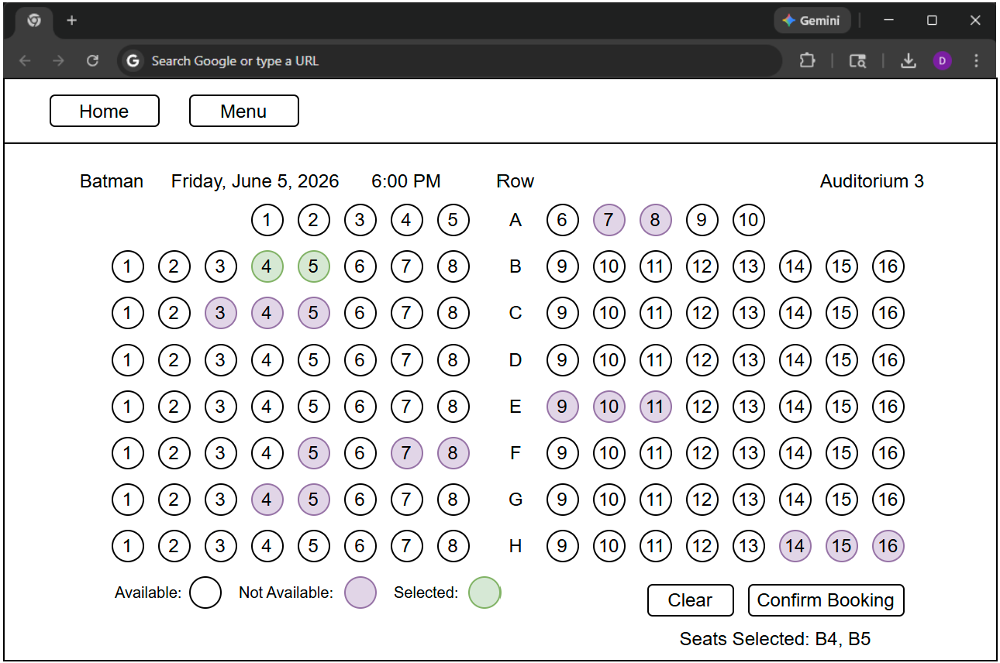 Gemini
Search Google or type a URL
D
Home Menu
Batman Friday, June 5, 2026 6:00 PM Row Auditorium 3
1 2 3 4 5 A 6 7 8 9 10
1 2 3 4 5 6 7 8 B 9 10 11 12 13 14 15 16
1 2 3 4 5 6 7 8 C 9 10 11 12 13 14 15 16
1 2 3 4 5 6 7 8 D 9 10 11 12 13 14 15 16
1 2 3 4 5 6 7 8 E 9 10 11 12 13 14 15 16
1 2 3 4 5 6 7 8 F 9 10 11 12 13 14 15 16
1 2 3 4 5 6 7 8 G 9 10 11 12 13 14 15 16
1 2 3 4 5 6 7 8 H 9 10 11 12 13 14 15 16
Available: Not Available: Selected: Clear Confirm Booking
Seats Selected: B4, B5